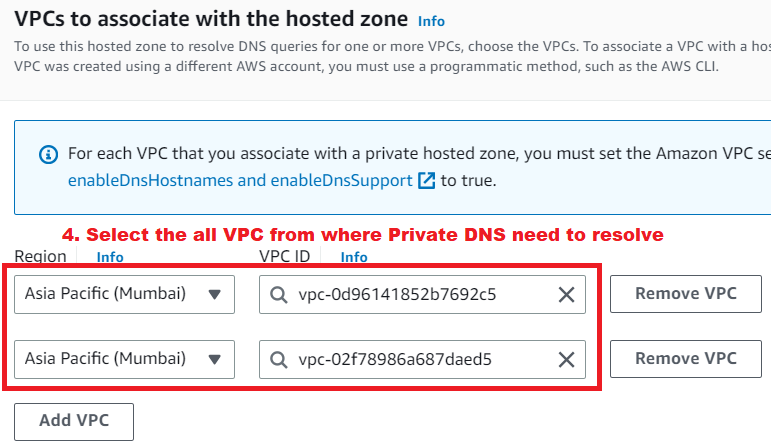 VPCs to associate with the hosted zone Info
To use this hosted zone to resolve DNS queries for one or more VPCs, choose the VPCs. To associate a VPC with a hos
VPC was created using a different AWS account, you must use a programmatic method, such as the AWS CLI.
For each VPC that you associate with a private hosted zone, you must set the Amazon VPC se
enableDnsHostnames and enableDnsSupport to true.
4. Select the all VPC from where Private DNS need to resolve
Region Info VPC ID Info
Asia Pacific (Mumbai) vpc-0d96141852b7692c5 Remove VPC
Asia Pacific (Mumbai) vpc-02f78986a687daed5 Remove VPC
Add VPC